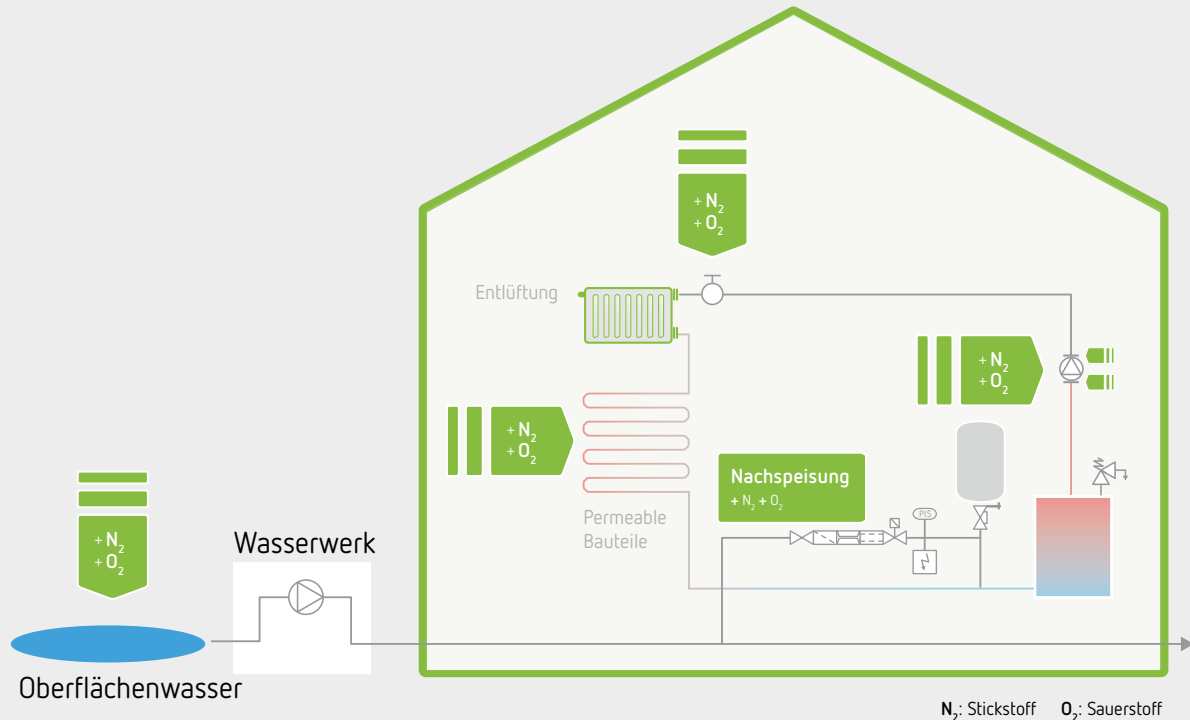 + N₂
+ O₂
Entlüftung
+ N₂
+ O₂
+ N₂
+ O₂
Nachspeisung
+ N₂ + O₂
Permeable
Bauteile
PIS
+ N₂
+ O₂
Wasserwerk
Oberflächenwasser
N₂: Stickstoff O₂: Sauerstoff